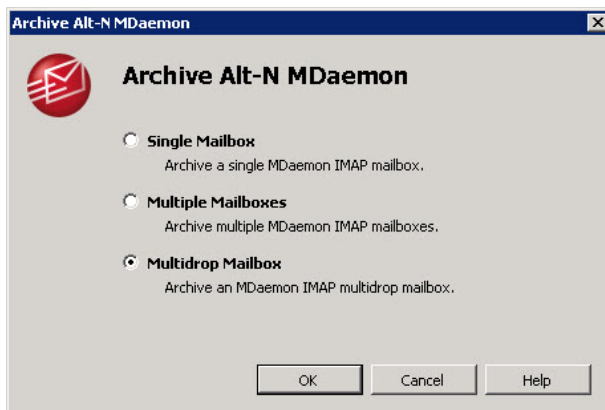 Archive Alt-N MDaemon
Archive Alt-N MDaemon
Single Mailbox
Archive a single MDaemon IMAP mailbox.
Multiple Mailboxes
Archive multiple MDaemon IMAP mailboxes.
Multidrop Mailbox
Archive an MDaemon IMAP multidrop mailbox.
OK Cancel Help